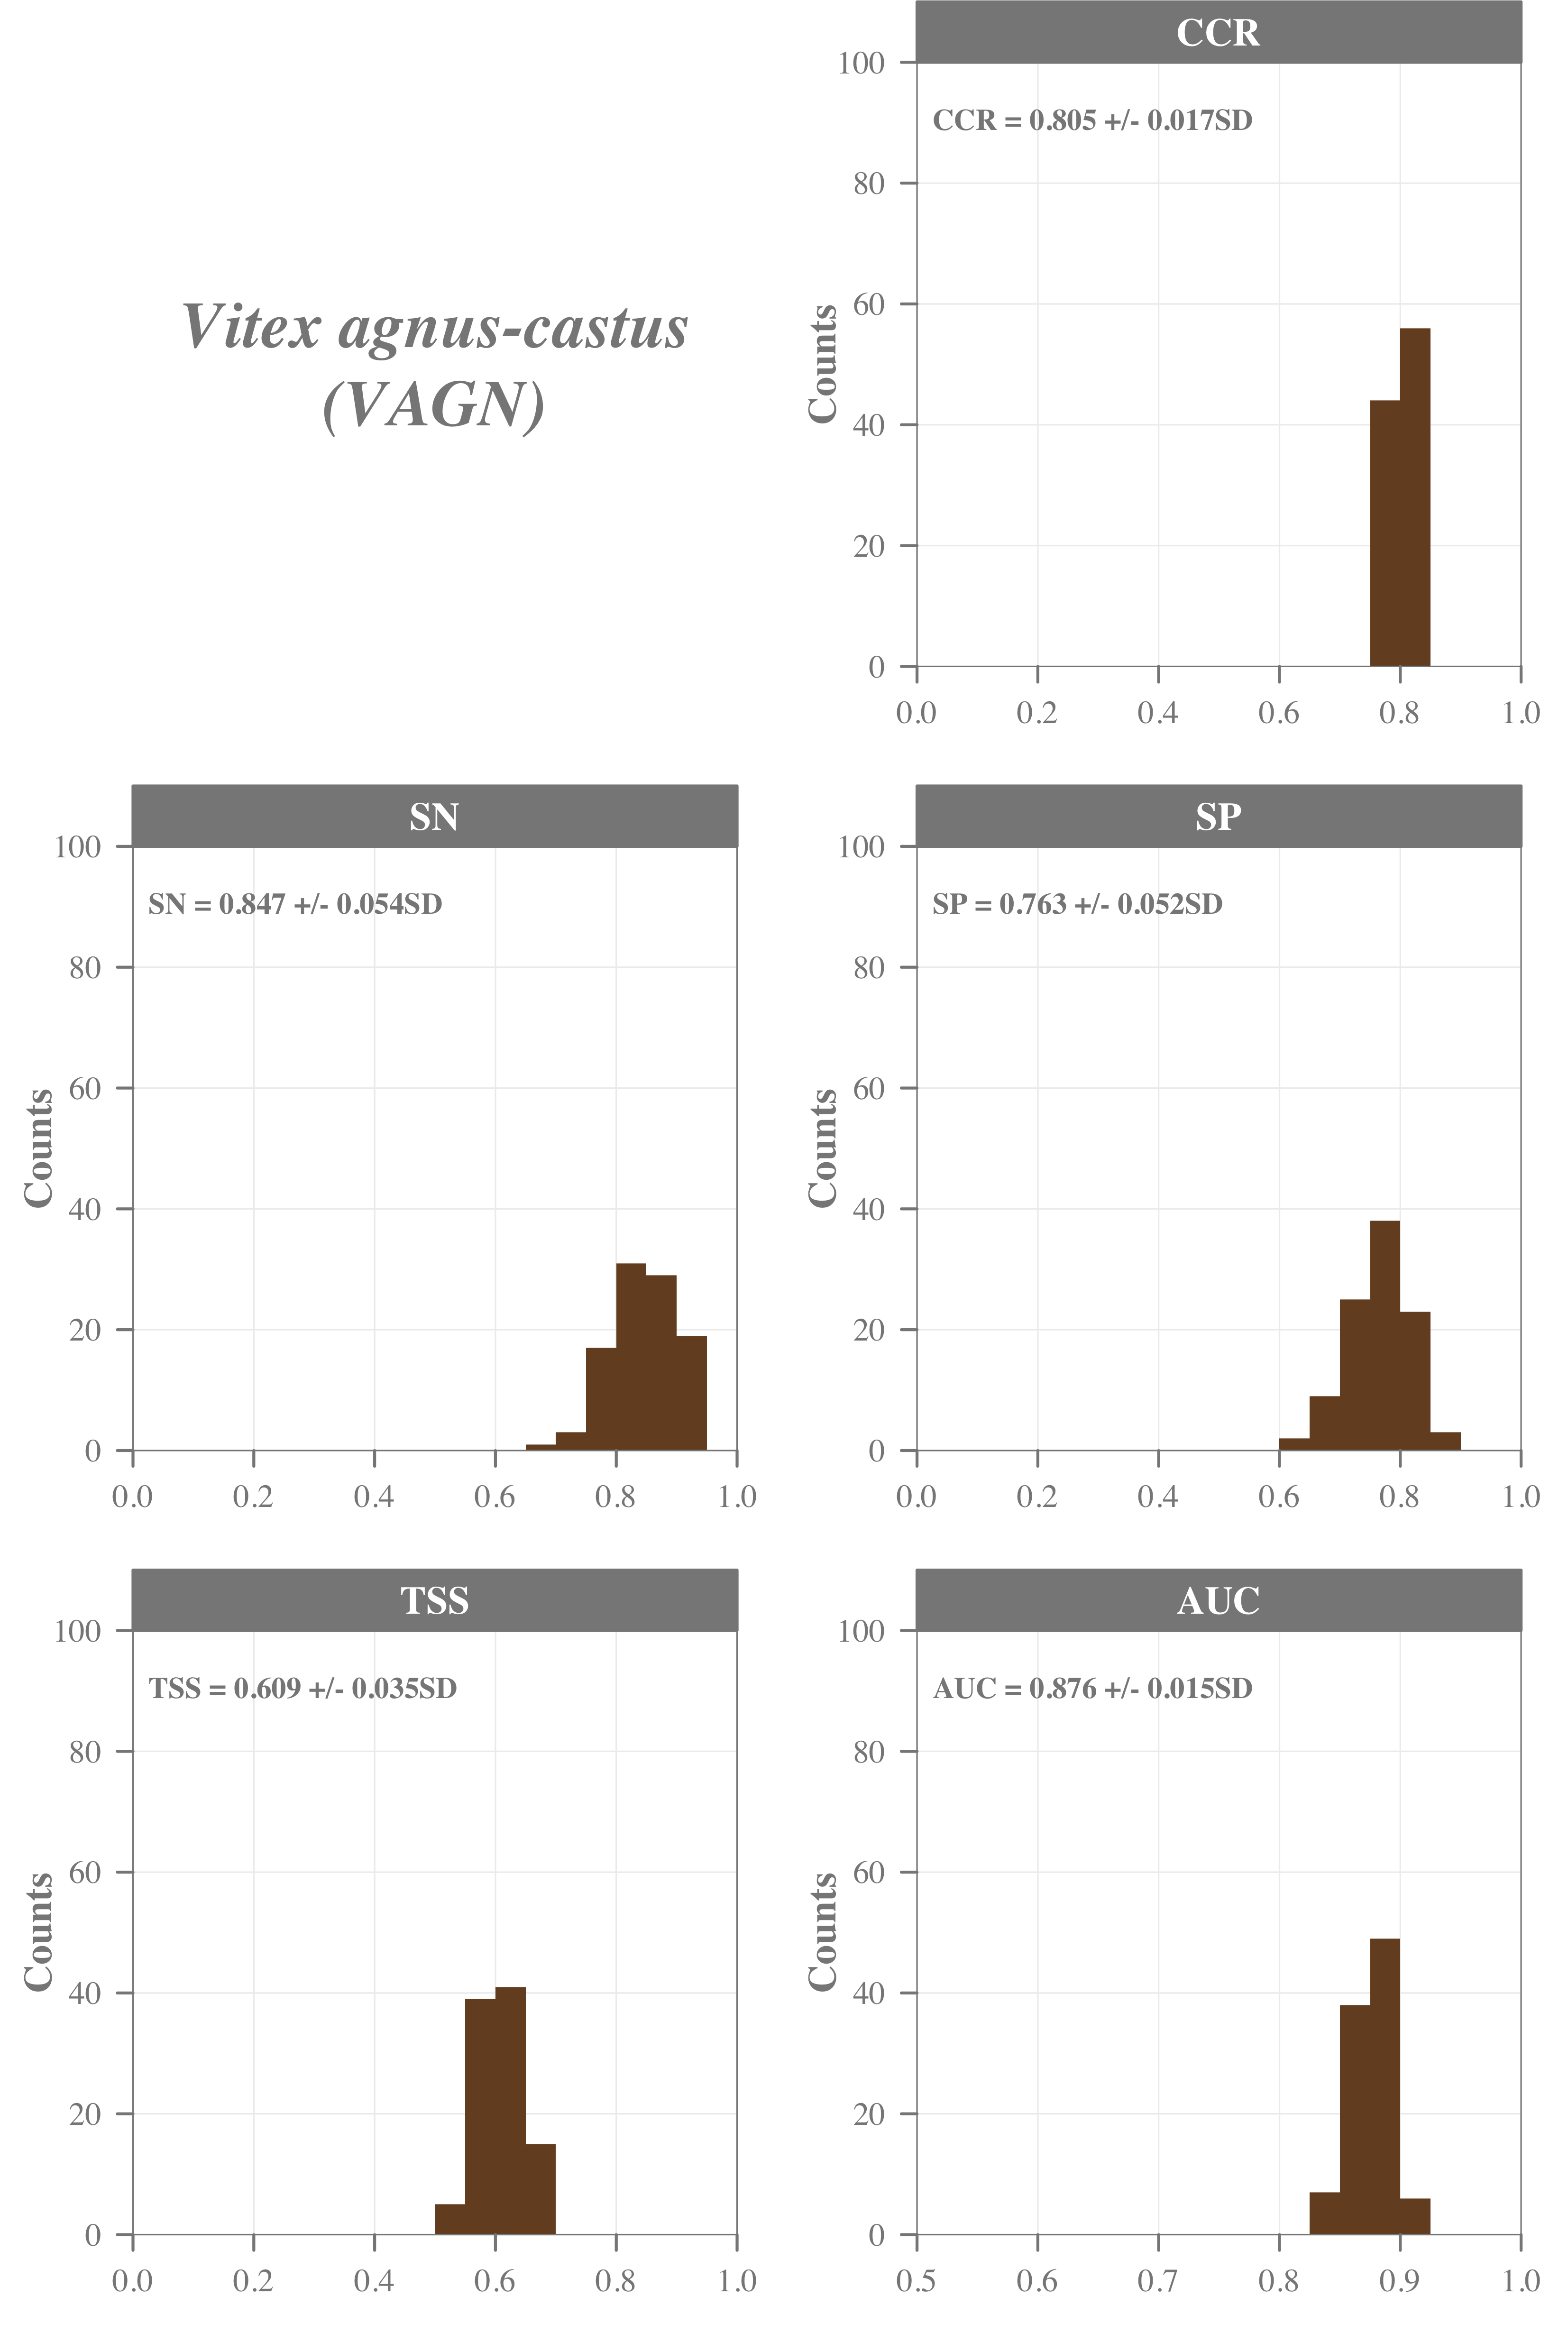 CCR
100
CCR = 0.805 +/- 0.017SD
80
60
Counts
40
20
0
0.0 0.2 0.4 0.6 0.8 1.0
Vitex agnus-castus
(VAGN)
SN
100
SN = 0.847 +/- 0.054SD
80
60
Counts
40
20
0
0.0 0.2 0.4 0.6 0.8 1.0
SP
100
SP = 0.763 +/- 0.052SD
80
60
Counts
40
20
0
0.0 0.2 0.4 0.6 0.8 1.0
TSS
100
TSS = 0.609 +/- 0.035SD
80
60
Counts
40
20
0
0.0 0.2 0.4 0.6 0.8 1.0
AUC
100
AUC = 0.876 +/- 0.015SD
80
60
Counts
40
20
0
0.5 0.6 0.7 0.8 0.9 1.0